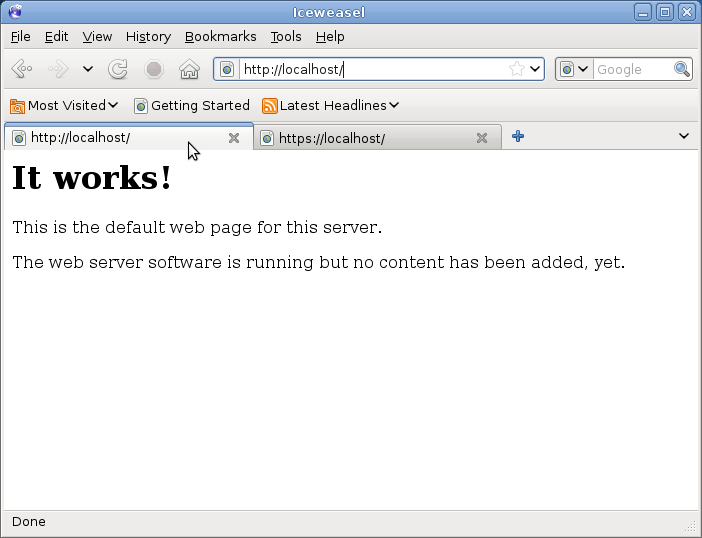 Iceweasel
File Edit View History Bookmarks Tools Help
http://localhost/ Google
Most Visited Getting Started Latest Headlines
http://localhost/ https://localhost/
It works!
This is the default web page for this server.
The web server software is running but no content has been added, yet.
Done